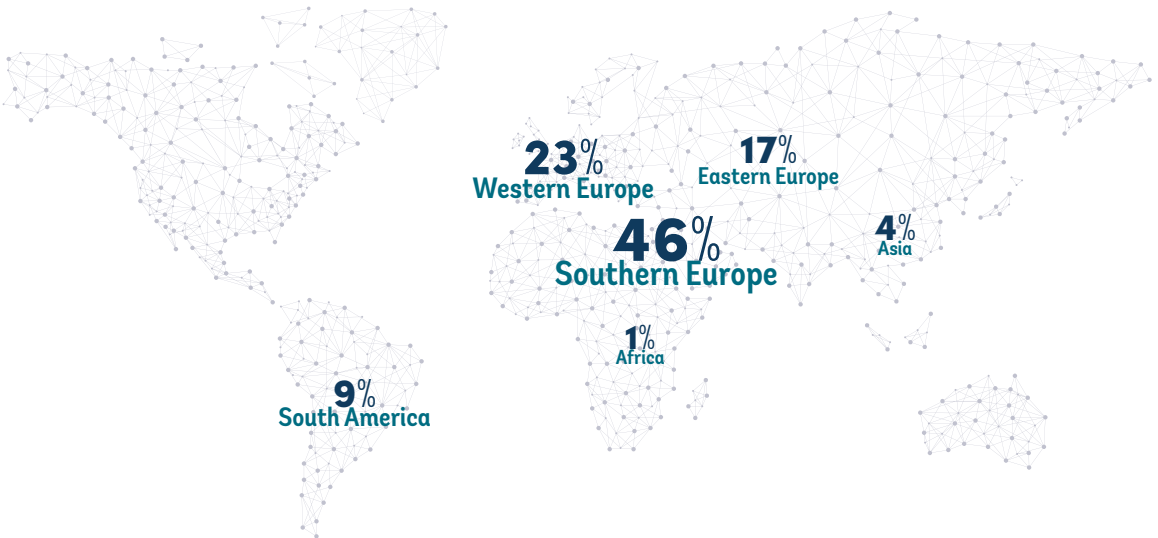 23%
Western Europe
17%
Eastern Europe
46%
Southern Europe
4%
Asia
1%
Africa
9%
South America